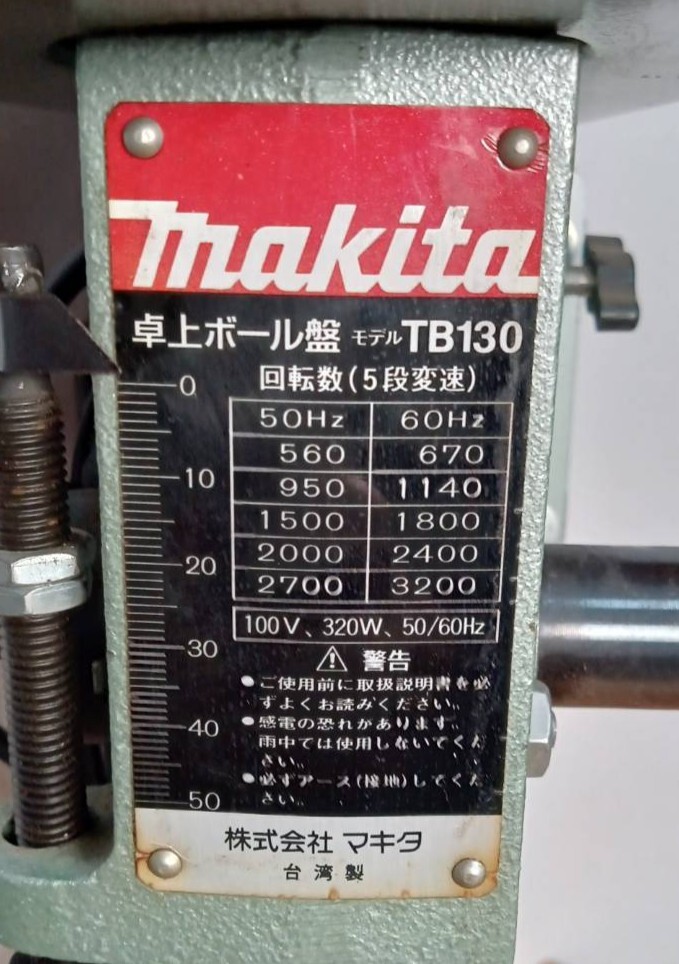 makita
卓上ボール盤 モデル TB130
回転数(5段変速)
50Hz 60Hz
560 670
950 1140
1500 1800
2000 2400
2700 3200
100V、320W、50/60Hz
0
10
20
30
40
50
⚠ 警告
●ご使用前に取扱説明書を必
ずよくお読みください。
●感電の恐れがあります。
雨中では使用しないでくだ
さい。
●必ずアース(接地)してくだ
さい。
株式会社 マキタ
台湾製